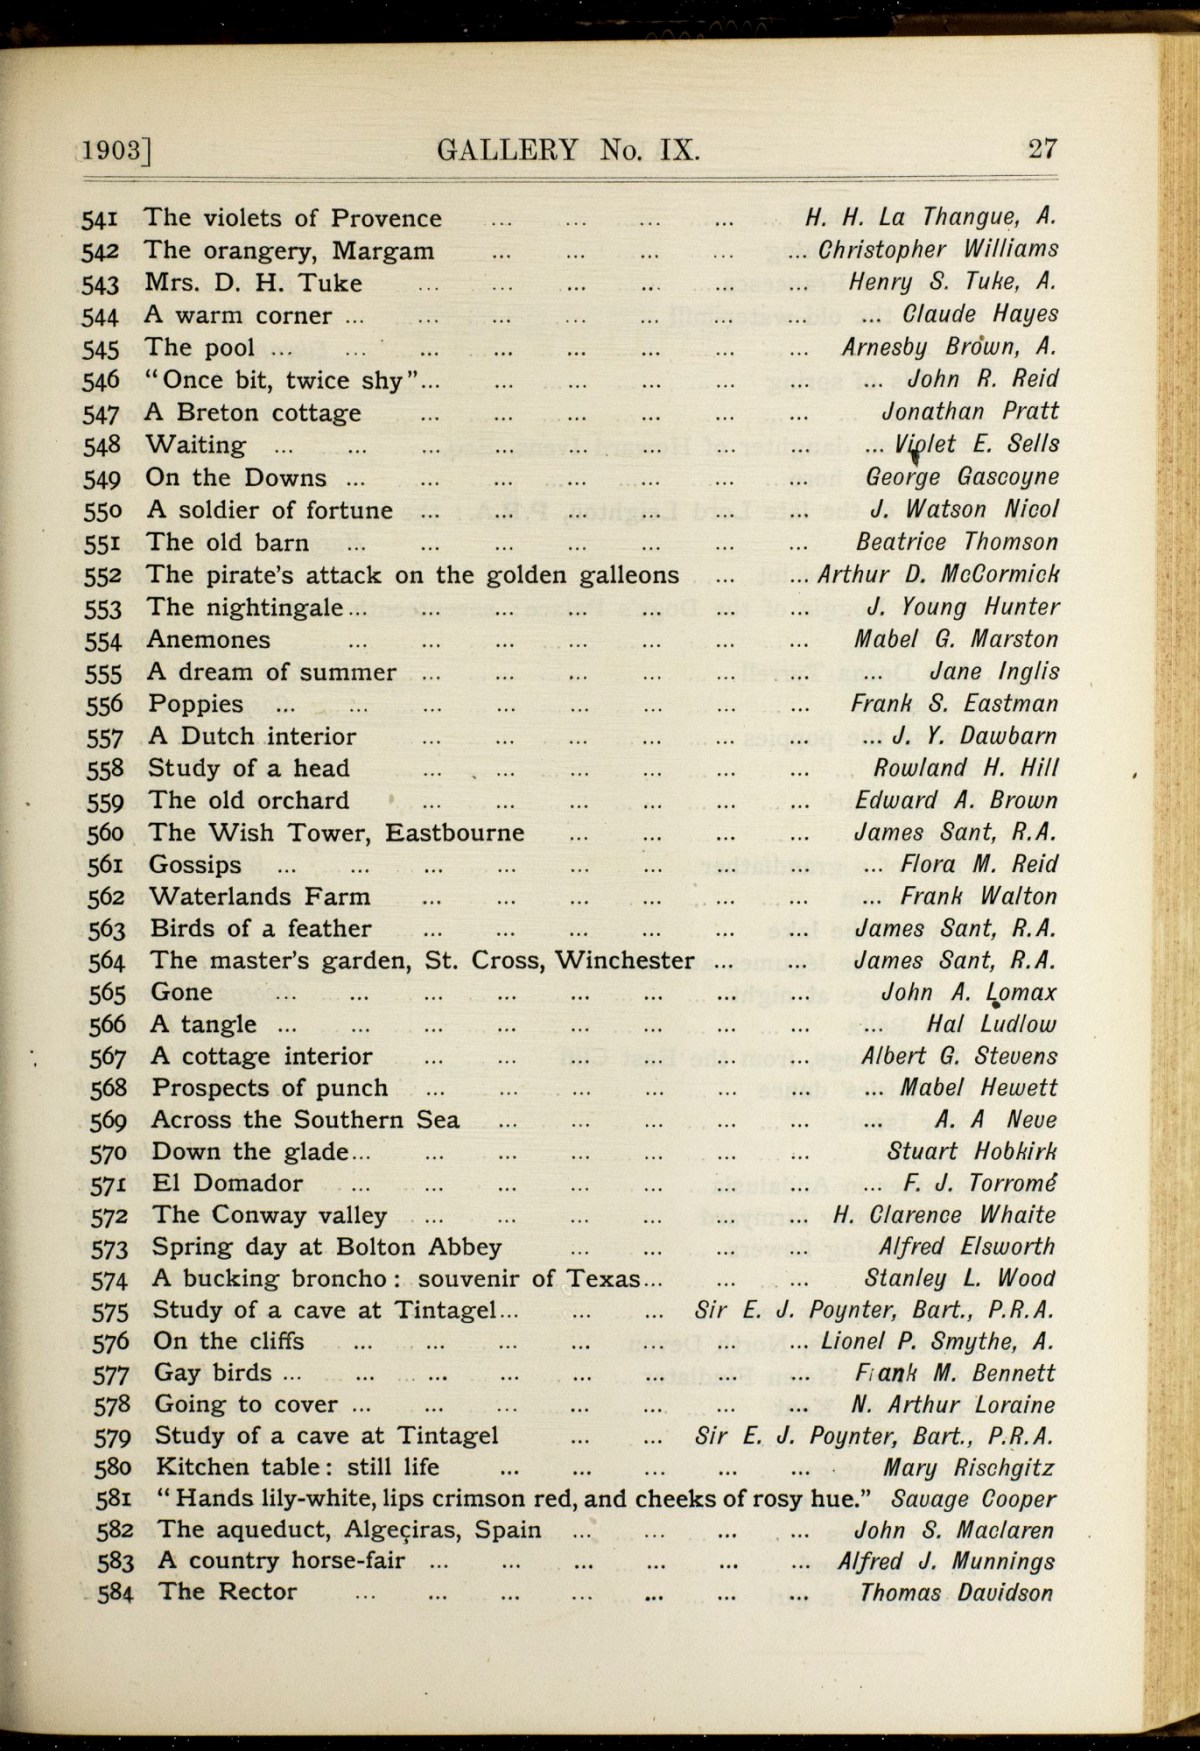 1903] GALLERY No. IX. 27
541 The violets of Provence ... ... ... ... H. H. La Thangue, A.
542 The orangery, Margam ... ... ... ... ... Christopher Williams
543 Mrs. D. H. Tuke ... ... ... ... ... ... Henry S. Tuke, A.
544 A warm corner ... ... ... ... ... ... ... ... Claude Hayes
545 The pool ... ... ... ... ... ... ... ... Arnesby Brown, A.
546 “Once bit, twice shy”... ... ... ... ... ... ... John R. Reid
547 A Breton cottage ... ... ... ... ... ... Jonathan Pratt
548 Waiting ... ... ... ... ... ... ... ... ... Violet E. Sells
549 On the Downs ... ... ... ... ... ... ... George Gascoyne
550 A soldier of fortune ... ... ... ... ... ... J. Watson Nicol
551 The old barn ... ... ... ... ... ... ... Beatrice Thomson
552 The pirate’s attack on the golden galleons ... ... Arthur D. McCormick
553 The nightingale... ... ... ... ... ... ... J. Young Hunter
554 Anemones ... ... ... ... ... ... ... Mabel G. Marston
555 A dream of summer ... ... ... ... ... ... ... Jane Inglis
556 Poppies ... ... ... ... ... ... ... ... Frank S. Eastman
557 A Dutch interior ... ... ... ... ... ... ... J. Y. Dawbarn
558 Study of a head ... ... ... ... ... ... Rowland H. Hill
559 The old orchard ... ... ... ... ... ... Edward A. Brown
560 The Wish Tower, Eastbourne ... ... ... ... James Sant, R.A.
561 Gossips ... ... ... ... ... ... ... ... ... Flora M. Reid
562 Waterlands Farm ... ... ... ... ... ... ... Frank Walton
563 Birds of a feather ... ... ... ... ... ... James Sant, R.A.
564 The master’s garden, St. Cross, Winchester ... ... James Sant, R.A.
565 Gone ... ... ... ... ... ... ... ... John A. Lomax
566 A tangle ... ... ... ... ... ... ... ... ... Hal Ludlow
567 A cottage interior ... ... ... ... ... ... Albert G. Stevens
568 Prospects of punch ... ... ... ... ... ... ... Mabel Hewett
569 Across the Southern Sea ... ... ... ... ... ... A. A Neve
570 Down the glade... ... ... ... ... ... ... Stuart Hobkirk
571 El Domador ... ... ... ... ... ... ... ... F. J. Torromé
572 The Conway valley ... ... ... ... ... ... H. Clarence Whaite
573 Spring day at Bolton Abbey ... ... ... ... Alfred Elsworth
574 A bucking broncho: souvenir of Texas... ... ... Stanley L. Wood
575 Study of a cave at Tintagel... ... ... Sir E. J. Poynter, Bart., P.R.A.
576 On the cliffs ... ... ... ... ... ... ... Lionel P. Smythe, A.
577 Gay birds ... ... ... ... ... ... ... ... Frank M. Bennett
578 Going to cover ... ... ... ... ... ... ... N. Arthur Loraine
579 Study of a cave at Tintagel ... ... Sir E. J. Poynter, Bart., P.R.A.
580 Kitchen table: still life ... ... ... ... ... Mary Rischgitz
581 “Hands lily-white, lips crimson red, and cheeks of rosy hue.” Savage Cooper
582 The aqueduct, Algeçiras, Spain ... ... ... ... John S. Maclaren
583 A country horse-fair ... ... ... ... ... ... Alfred J. Munnings
584 The Rector ... ... ... ... ... ... ... Thomas Davidson